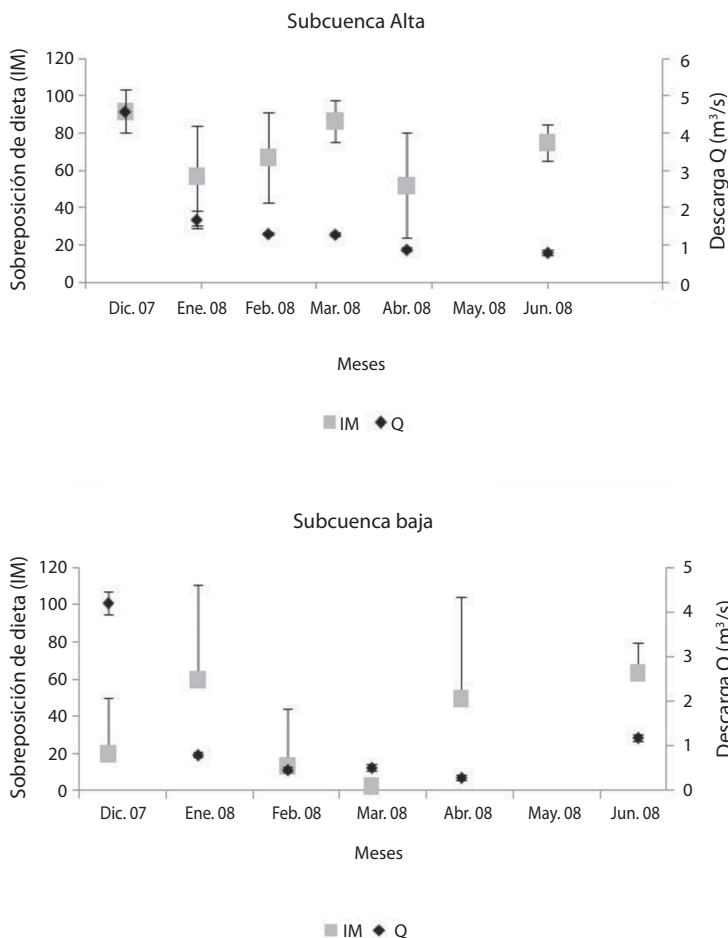 Subcuenca Alta
Sobreposición de dieta (IM)
120
100
80
60
40
20
0
6
5
4
3
2
1
0
Descarga Q (m³/s)
Dic. 07 Ene. 08 Feb. 08 Mar. 08 Abr. 08 May. 08 Jun. 08
Meses
IM Q
Subcuenca baja
Sobreposición de dieta (IM)
120
100
80
60
40
20
0
5
4
3
2
1
0
Descarga Q (m³/s)
Dic. 07 Ene. 08 Feb. 08 Mar. 08 Abr. 08 May. 08 Jun. 08
Meses
IM Q